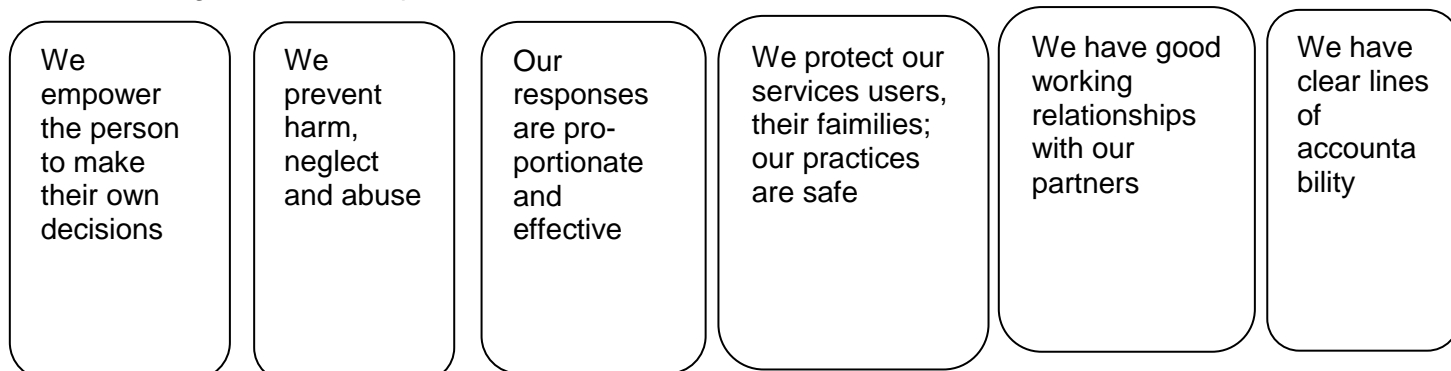 We
empower
the person
to make
their own
decisions
We
prevent
harm,
neglect
and abuse
Our
responses
are pro-
portionate
and
effective
We protect our
services users,
their faimilies;
our practices
are safe
We have good
working
relationships
with our
partners
We have
clear lines
of
accounta
bility